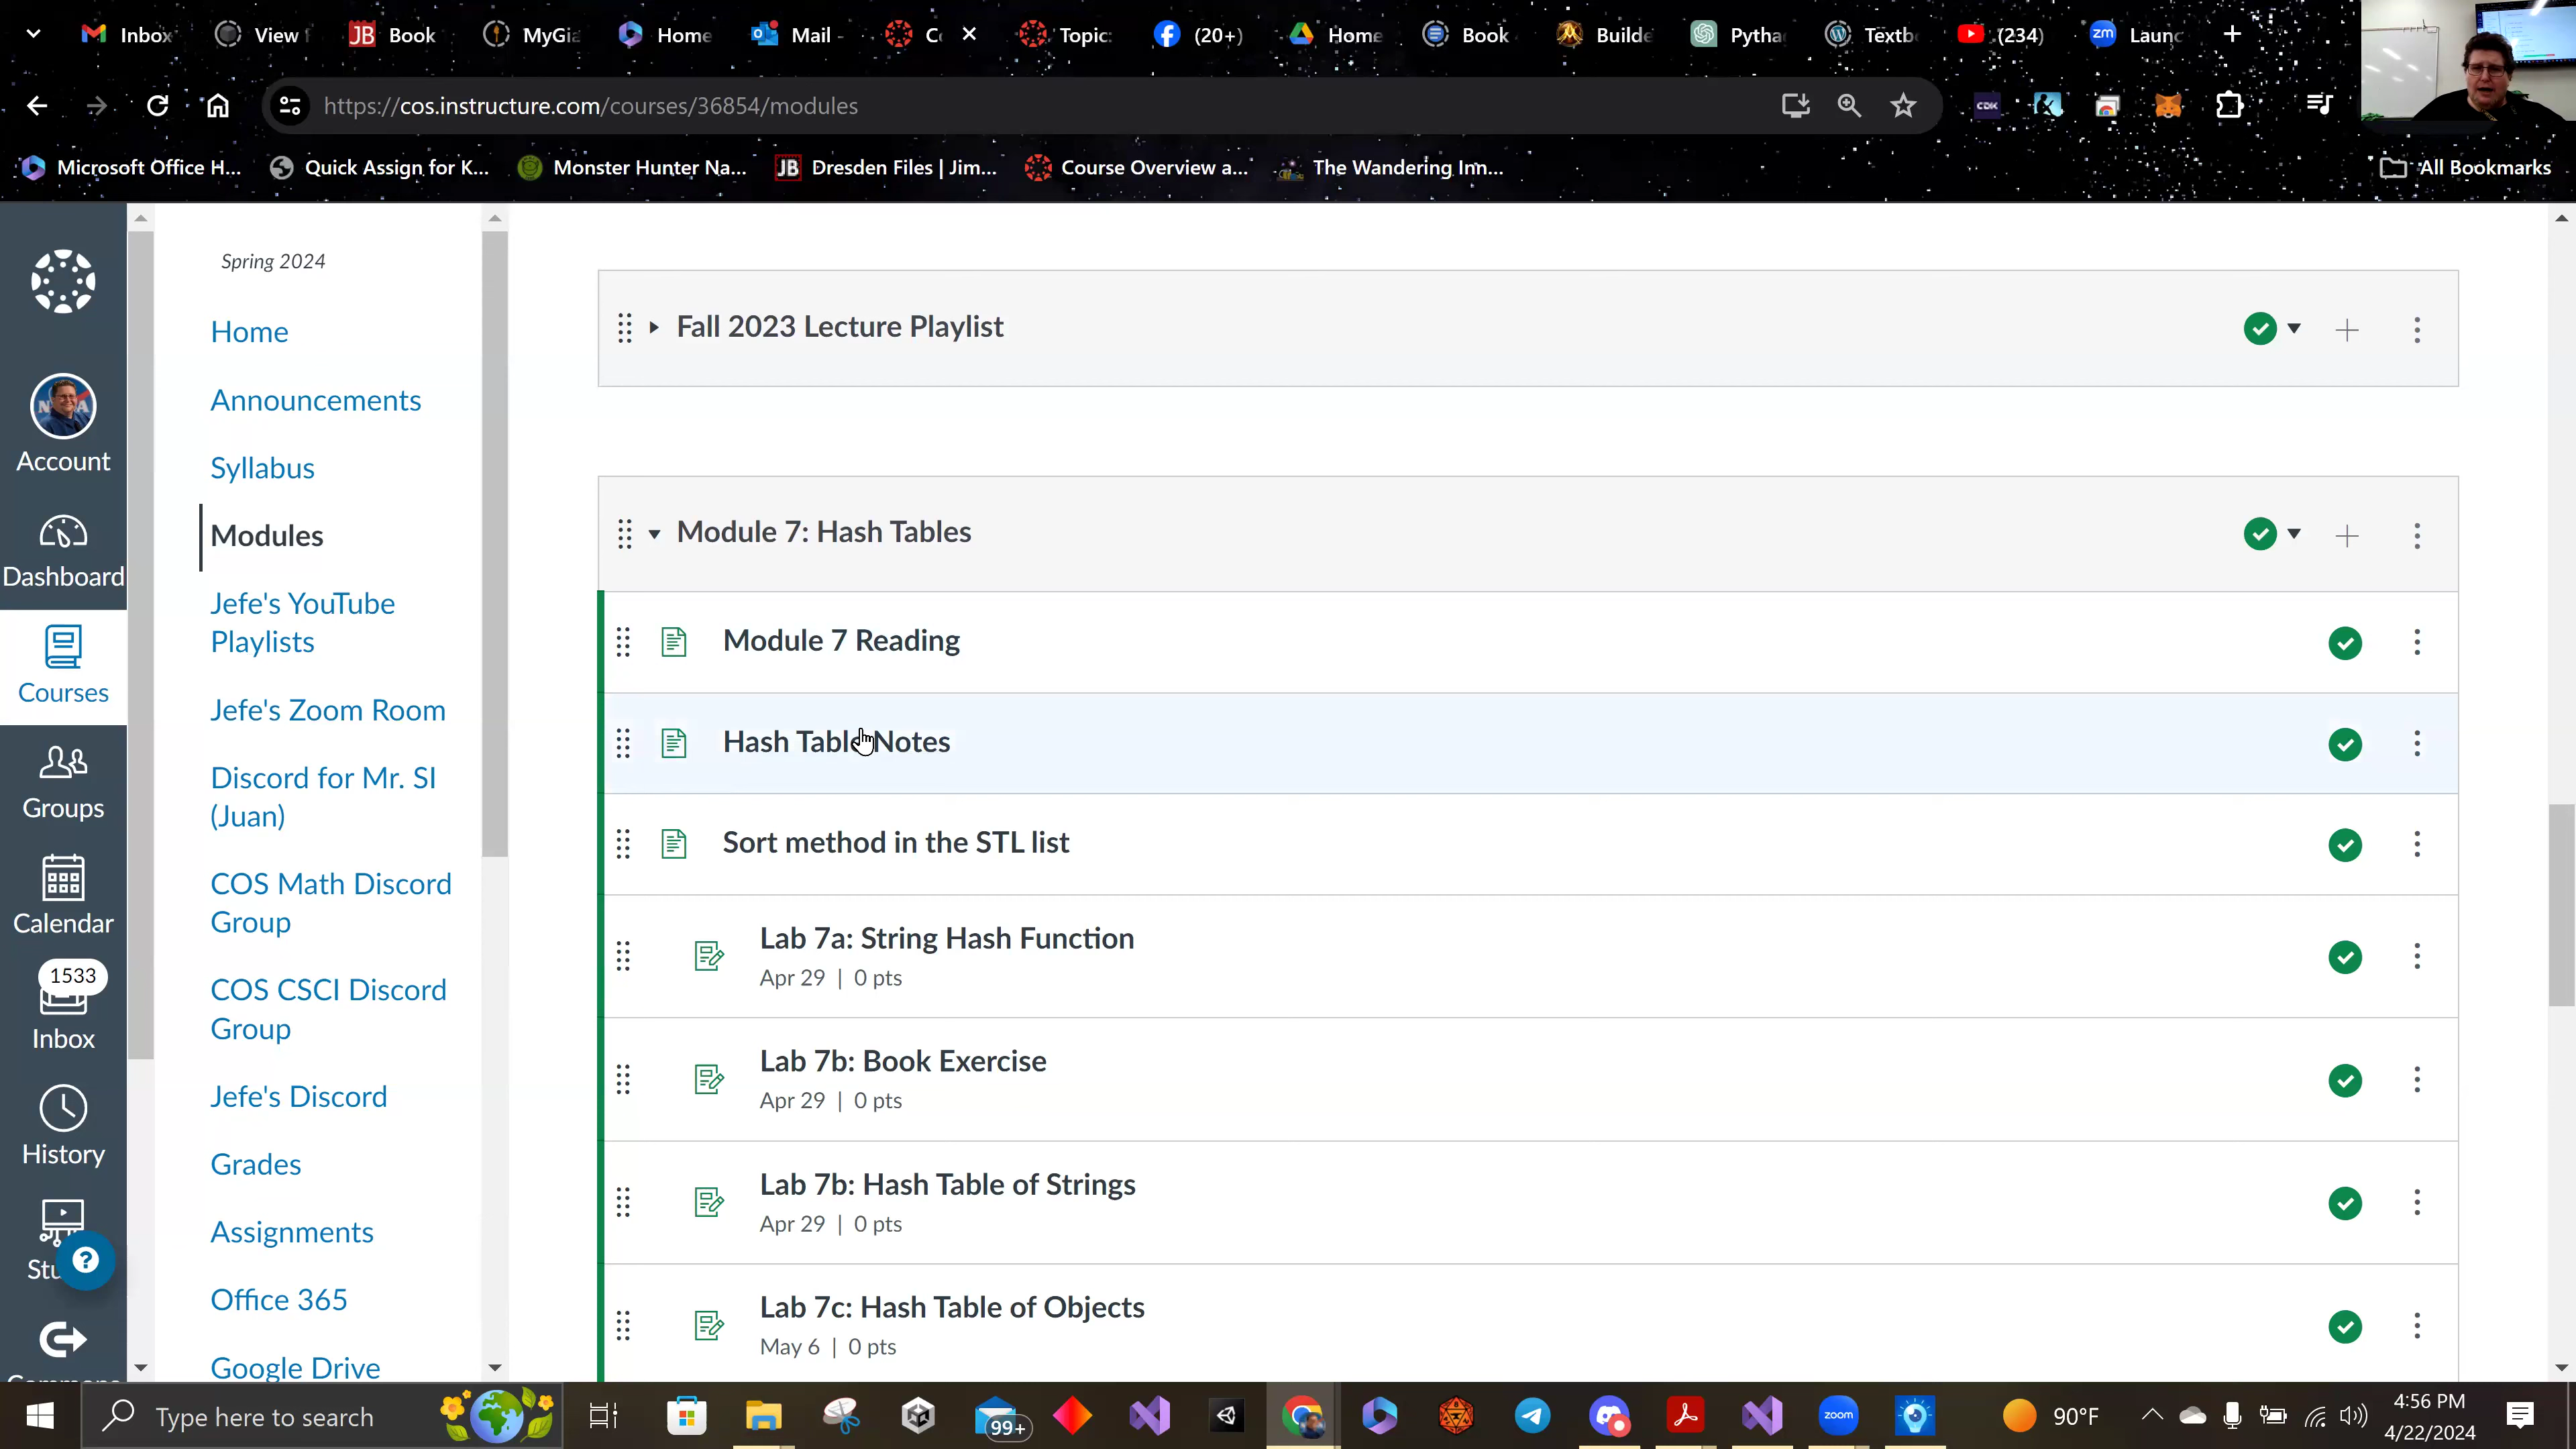 Inbox
View
Book
MyGia
Home
Mail -
C
Topic:
(20+)
Home
Book
Builde
Pytha
Textb
(234)
Launc
https://cos.instructure.com/courses/36854/modules
Microsoft Office H...
Quick Assign for K...
Monster Hunter Na...
Dresden Files | Jim...
Course Overview a...
The Wandering Inn...
All Bookmarks
Account
Dashboard
Courses
Groups
Calendar
1533
Inbox
History
Stu
Spring 2024
Home
Announcements
Syllabus
Modules
Jefe's YouTube
Playlists
Jefe's Zoom Room
Discord for Mr. SI
(Juan)
COS Math Discord
Group
COS CSCI Discord
Group
Jefe's Discord
Grades
Assignments
Office 365
Google Drive
Fall 2023 Lecture Playlist
Module 7: Hash Tables
Module 7 Reading
Hash Table Notes
Sort method in the STL list
Lab 7a: String Hash Function
Apr 29 | 0 pts
Lab 7b: Book Exercise
Apr 29 | 0 pts
Lab 7b: Hash Table of Strings
Apr 29 | 0 pts
Lab 7c: Hash Table of Objects
May 6 | 0 pts
Type here to search
99+
zoom
90°F
4:56 PM
4/22/2024